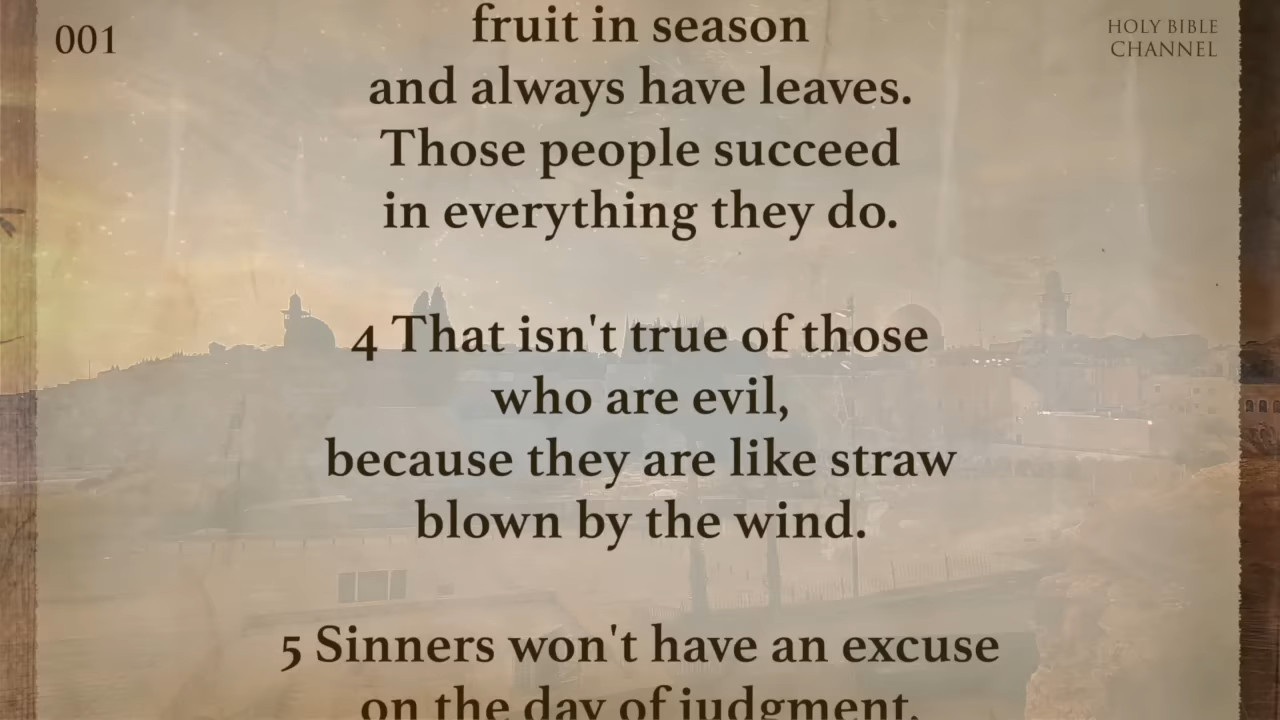 001
HOLY BIBLE
CHANNEL
fruit in season
and always have leaves.
Those people succeed
in everything they do.
4 That isn't true of those
who are evil,
because they are like straw
blown by the wind.
5 Sinners won't have an excuse
on the day of judgment,